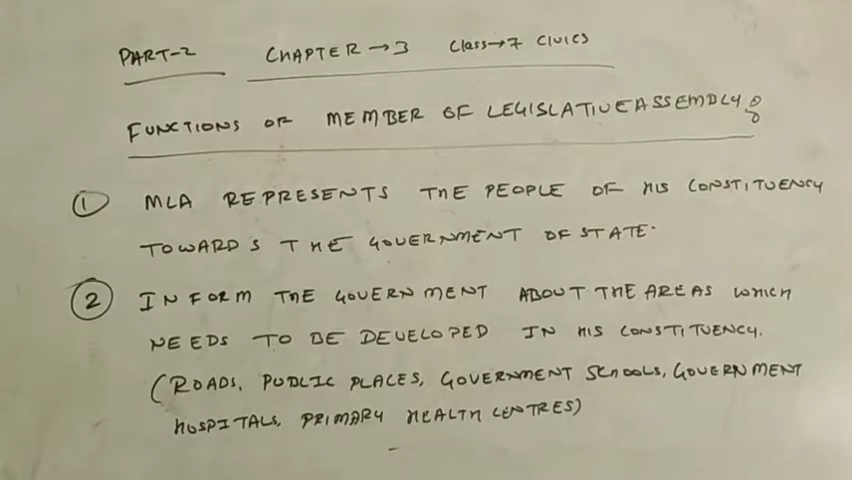 PART-2 CHAPTER→3 Class→7 CIVICS
FUNCTIONS OF MEMBER OF LEGISLATIVE ASSEMBLY:
① MLA REPRESENTS THE PEOPLE OF HIS CONSTITUENCY
TOWARDS THE GOVERNMENT OF STATE.
② INFORM THE GOVERNMENT ABOUT THE AREAS WHICH
NEEDS TO BE DEVELOPED IN HIS CONSTITUENCY.
(ROADS, PUBLIC PLACES, GOVERNMENT SCHOOLS, GOVERNMENT
HOSPITALS, PRIMARY HEALTH CENTRES)